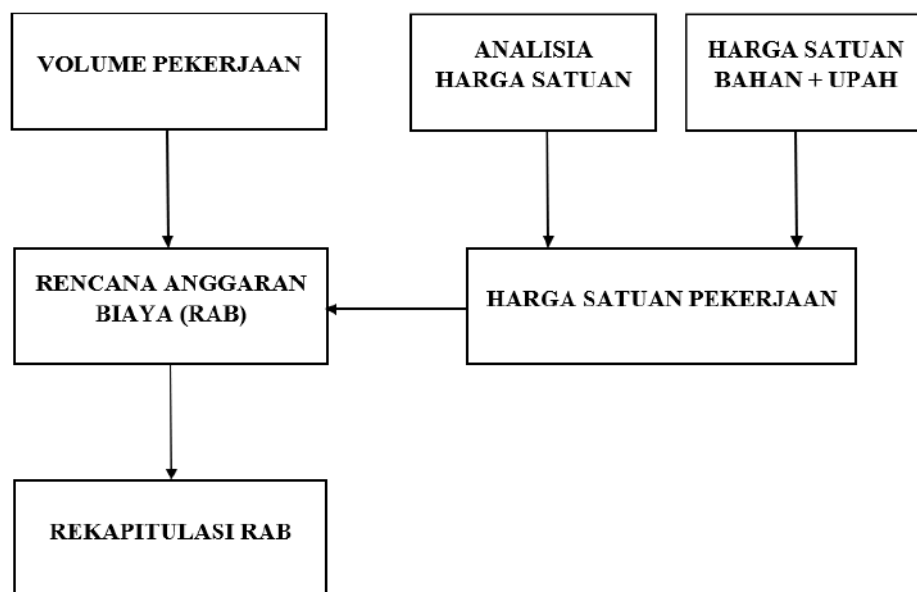 VOLUME PEKERJAAN
ANALISIA
HARGA SATUAN
HARGA SATUAN
BAHAN + UPAH
RENCANA ANGGARAN
BIAYA (RAB)
HARGA SATUAN PEKERJAAN
REKAPITULASI RAB